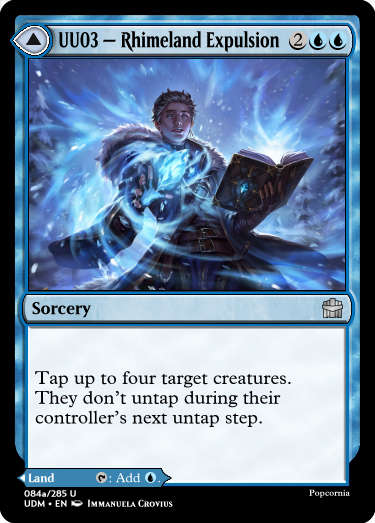 UU03 – Rhimeland Expulsion 2
Sorcery
Tap up to four target creatures.
They don't untap during their
controller's next untap step.
Land : Add .
084a/285 U Popcornia
UDM • EN Immanuela Crovius